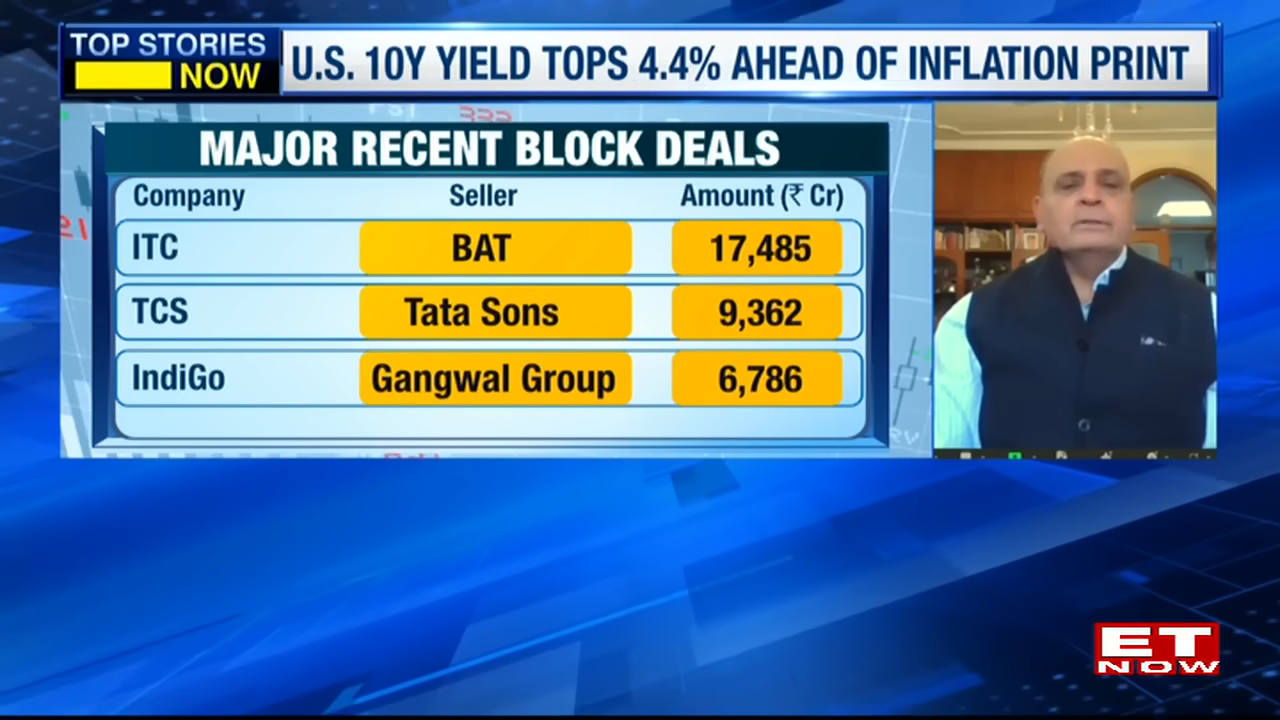 TOP STORIES
NOW
U.S. 10Y YIELD TOPS 4.4% AHEAD OF INFLATION PRINT
MAJOR RECENT BLOCK DEALS
Company Seller Amount (₹ Cr)
ITC BAT 17,485
TCS Tata Sons 9,362
IndiGo Gangwal Group 6,786
ET
NOW